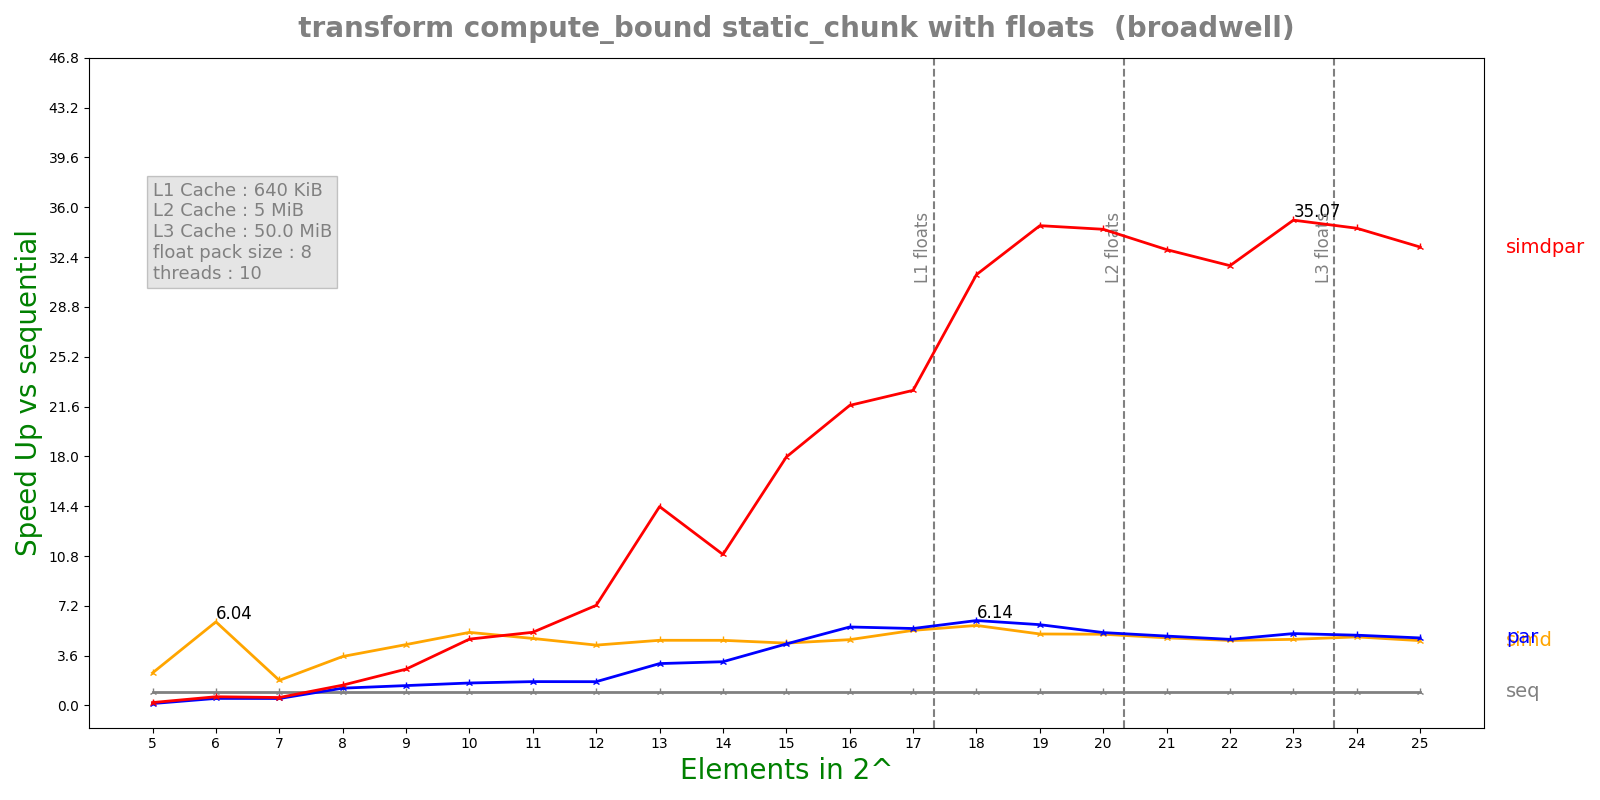 transform compute_bound static_chunk with floats (broadwell)
46.8
43.2
39.6
36.0
32.4
28.8
25.2
21.6
18.0
14.4
10.8
7.2
3.6
0.0
Speed Up vs sequential
L1 Cache : 640 KiB
L2 Cache : 5 MiB
L3 Cache : 50.0 MiB
float pack size : 8
threads : 10
L1 floats
L2 floats
L3 floats
35.07
6.04
6.14
simdpar
par
simd
seq
5 6 7 8 9 10 11 12 13 14 15 16 17 18 19 20 21 22 23 24 25
Elements in 2^